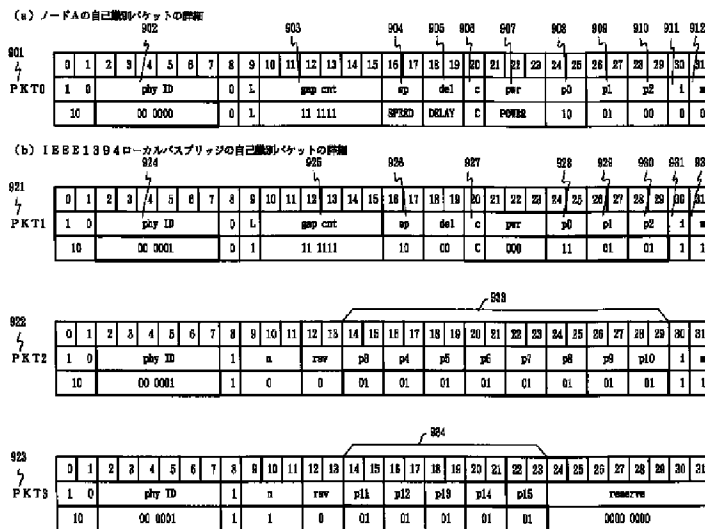 (a) ノードAの自己識別パケットの詳細
902 903 904 905 906 907 908 909 910 911 912
901
0 1 2 3 4 5 6 7 8 9 10 11 12 13 14 15 16 17 18 19 20 21 22 23 24 25 26 27 28 29 30 31
PKT0 1 0 phy ID 0 L gap cnt sp del c pwr p0 p1 p2 i m
10 00 0000 0 L 11 1111 SPEED DELAY C POWER 10 01 00 0 0
(b) IEEE1394ローカルバスブリッジの自己識別パケットの詳細
924 925 926 927 928 929 930 931
921
0 1 2 3 4 5 6 7 8 9 10 11 12 13 14 15 16 17 18 19 20 21 22 23 24 25 26 27 28 29 30 31
PKT1 1 0 phy ID 0 L gap cnt sp del c pwr p0 p1 p2 i m
10 00 0001 0 1 11 1111 10 00 C 000 11 01 01 1 1
933
922
0 1 2 3 4 5 6 7 8 9 10 11 12 13 14 15 16 17 18 19 20 21 22 23 24 25 26 27 28 29 30 31
PKT2 1 0 phy ID 1 n rsv p3 p4 p5 p6 p7 p8 p9 p10 i m
10 00 0001 1 0 0 01 01 01 01 01 01 01 01 1 1
934
923
0 1 2 3 4 5 6 7 8 9 10 11 12 13 14 15 16 17 18 19 20 21 22 23 24 25 26 27 28 29 30 31
PKT3 1 0 phy ID 1 n rsv p11 p12 p13 p14 p15 reserve
10 00 0001 1 1 0 01 01 01 01 01 0000 0000